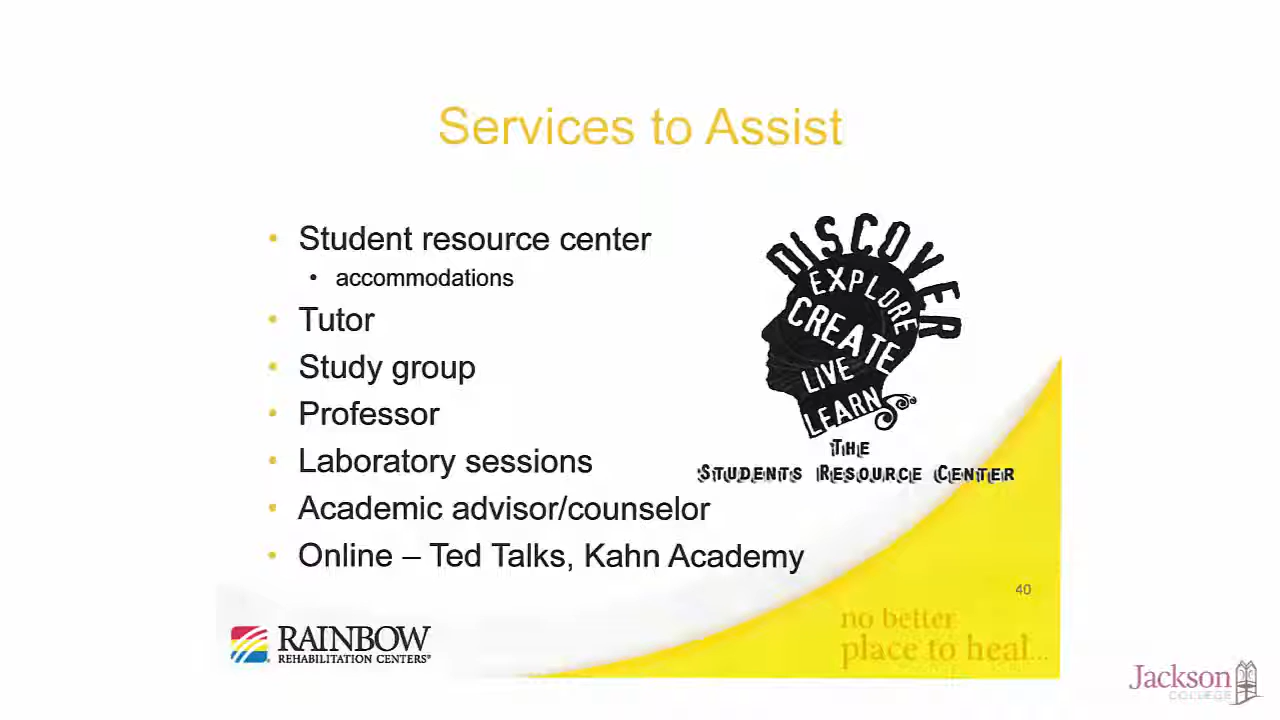 Services to Assist
• Student resource center
• accommodations
• Tutor
• Study group
• Professor
• Laboratory sessions
• Academic advisor/counselor
• Online – Ted Talks, Kahn Academy
DISCOVER
EXPLORE
CREATE
LIVE
LEARN
THE
STUDENTS RESOURCE CENTER
40
no better
place to heal...
RAINBOW
REHABILITATION CENTERS®
Jackson
COLLEGE